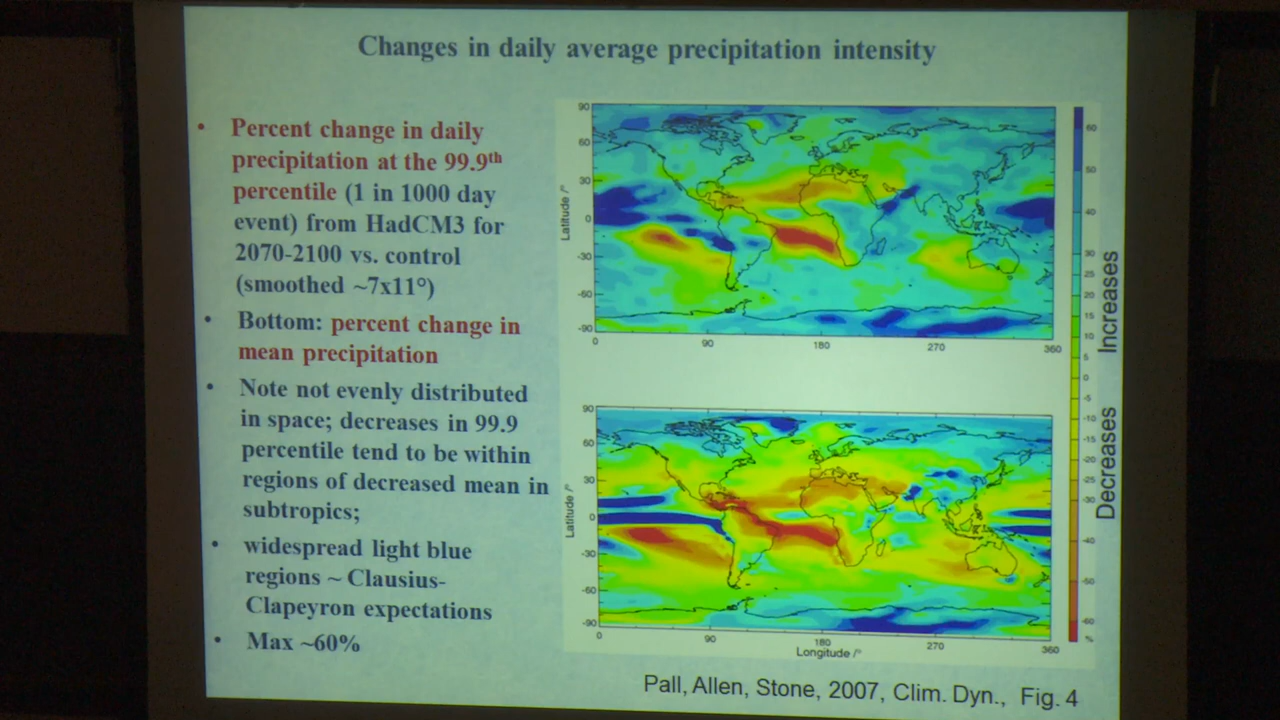 Changes in daily average precipitation intensity
• Percent change in daily
precipitation at the 99.9th
percentile (1 in 1000 day
event) from HadCM3 for
2070-2100 vs. control
(smoothed ~7x11°)
• Bottom: percent change in
mean precipitation
• Note not evenly distributed
in space; decreases in 99.9
percentile tend to be within
regions of decreased mean in
subtropics;
• widespread light blue
regions ~ Clausius-
Clapeyron expectations
• Max ~60%
Latitude /°
90
60
30
0
-30
-60
-90
0 90 180 270 360
Latitude /°
90
60
30
0
-30
-60
-90
0 90 180 270 360
Longitude /°
60
50
40
30
25
20
15
10
5
0
-5
-10
-15
-20
-25
-30
-40
-50
-60
%
Increases
Decreases
Pall, Allen, Stone, 2007, Clim. Dyn., Fig. 4